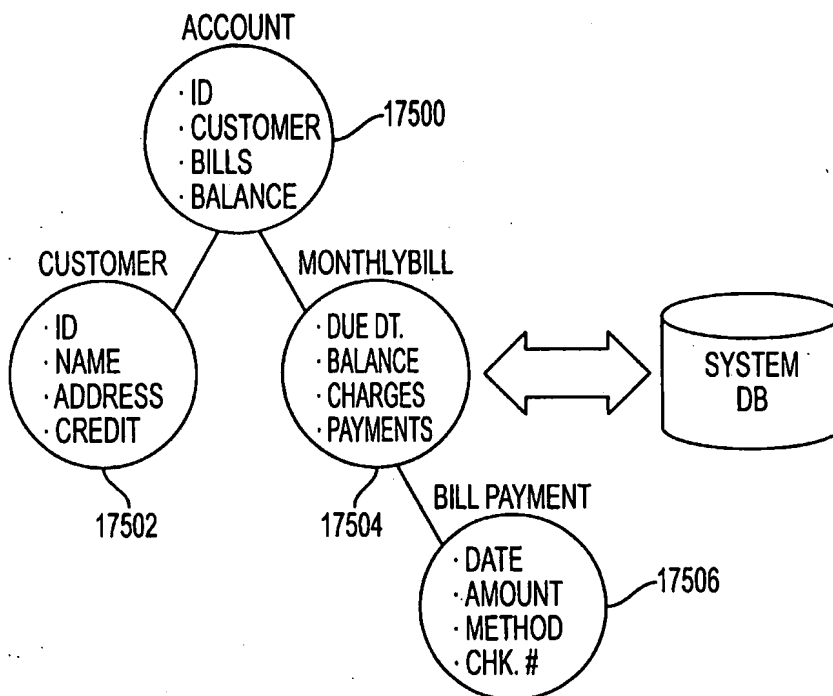 ACCOUNT
· ID
· CUSTOMER
· BILLS
· BALANCE
17500
CUSTOMER
· ID
· NAME
· ADDRESS
· CREDIT
17502
MONTHLYBILL
· DUE DT.
· BALANCE
· CHARGES
· PAYMENTS
17504
SYSTEM
DB
BILL PAYMENT
· DATE
· AMOUNT
· METHOD
· CHK. #
17506